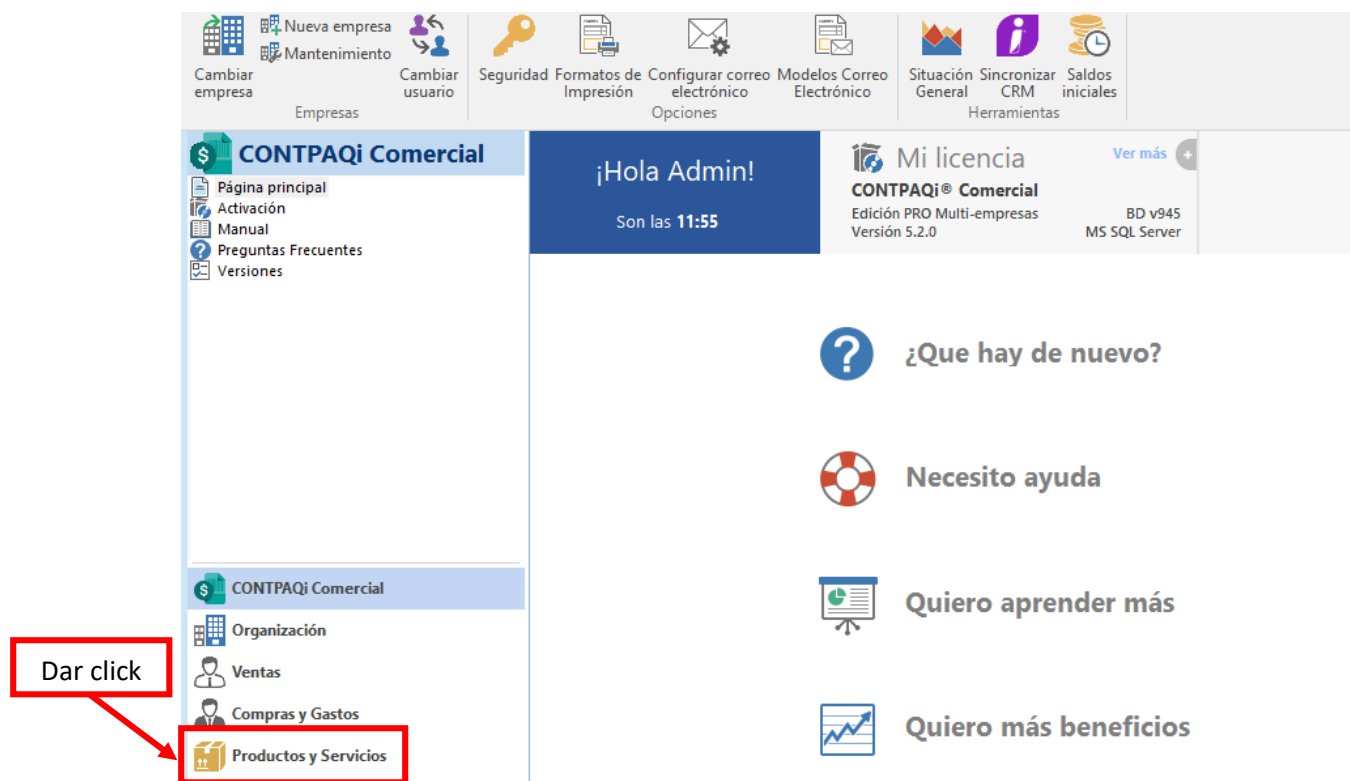 Nueva empresa
Mantenimiento
Cambiar empresa
Cambiar usuario
Empresas
Seguridad
Formatos de Impresión
Configurar correo electrónico
Modelos Correo Electrónico
Opciones
Situación General
Sincronizar CRM
Saldos iniciales
Herramientas
CONTPAQi Comercial
Página principal
Activación
Manual
Preguntas Frecuentes
Versiones
¡Hola Admin!
Son las 11:55
Mi licencia
Ver más
CONTPAQi® Comercial
Edición PRO Multi-empresas
BD v945
Versión 5.2.0
MS SQL Server
¿Que hay de nuevo?
Necesito ayuda
Quiero aprender más
Quiero más beneficios
CONTPAQi Comercial
Organización
Ventas
Compras y Gastos
Productos y Servicios
Dar click